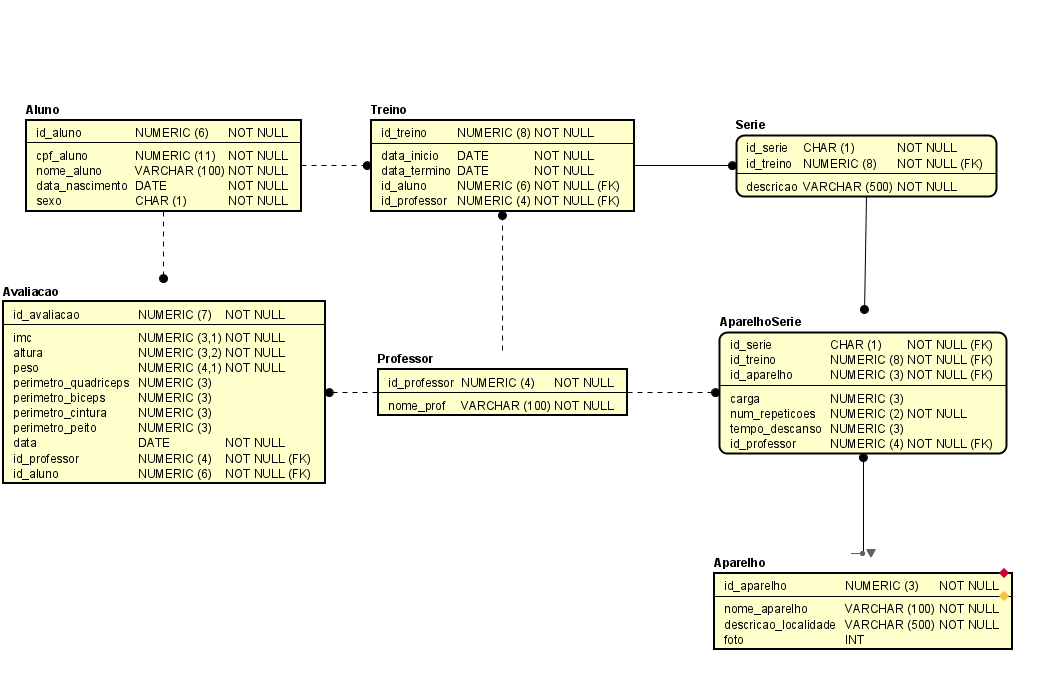 Aluno
id_aluno NUMERIC (6) NOT NULL
cpf_aluno NUMERIC (11) NOT NULL
nome_aluno VARCHAR (100) NOT NULL
data_nascimento DATE NOT NULL
sexo CHAR (1) NOT NULL
Treino
id_treino NUMERIC (8) NOT NULL
data_inicio DATE NOT NULL
data_termino DATE NOT NULL
id_aluno NUMERIC (6) NOT NULL (FK)
id_professor NUMERIC (4) NOT NULL (FK)
Serie
id_serie CHAR (1) NOT NULL
id_treino NUMERIC (8) NOT NULL (FK)
descricao VARCHAR (500) NOT NULL
Avaliacao
id_avaliacao NUMERIC (7) NOT NULL
imc NUMERIC (3,1) NOT NULL
altura NUMERIC (3,2) NOT NULL
peso NUMERIC (4,1) NOT NULL
perimetro_quadriceps NUMERIC (3)
perimetro_biceps NUMERIC (3)
perimetro_cintura NUMERIC (3)
perimetro_peito NUMERIC (3)
data DATE NOT NULL
id_professor NUMERIC (4) NOT NULL (FK)
id_aluno NUMERIC (6) NOT NULL (FK)
Professor
id_professor NUMERIC (4) NOT NULL
nome_prof VARCHAR (100) NOT NULL
AparelhoSerie
id_serie CHAR (1) NOT NULL (FK)
id_treino NUMERIC (8) NOT NULL (FK)
id_aparelho NUMERIC (3) NOT NULL (FK)
carga NUMERIC (3)
num_repeticoes NUMERIC (2) NOT NULL
tempo_descanso NUMERIC (3)
id_professor NUMERIC (4) NOT NULL (FK)
Aparelho
id_aparelho NUMERIC (3) NOT NULL
nome_aparelho VARCHAR (100) NOT NULL
descricao_localidade VARCHAR (500) NOT NULL
foto INT